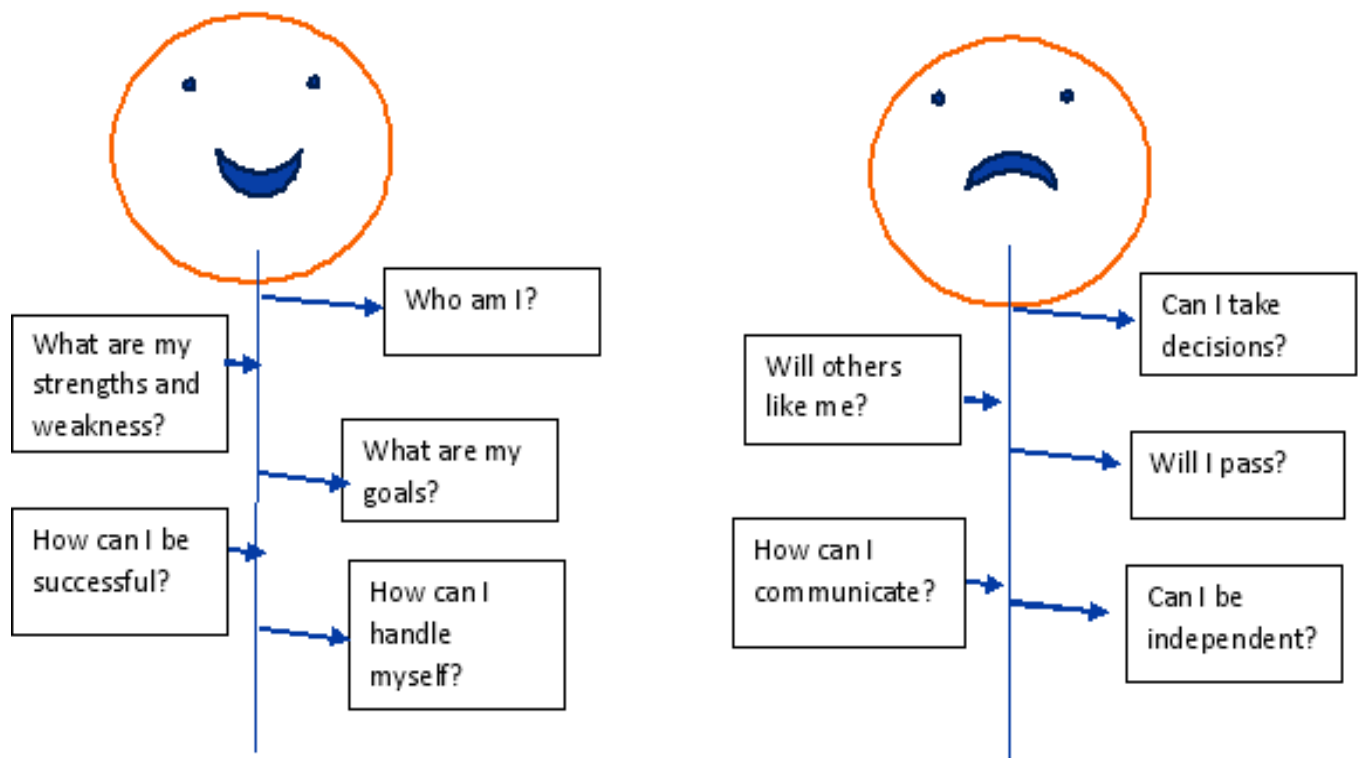 Who am I?
What are my
strengths and
weakness?
What are my
goals?
How can I be
successful?
How can I
handle
myself?
Can I take
decisions?
Will others
like me?
Will I pass?
How can I
communicate?
Can I be
independent?